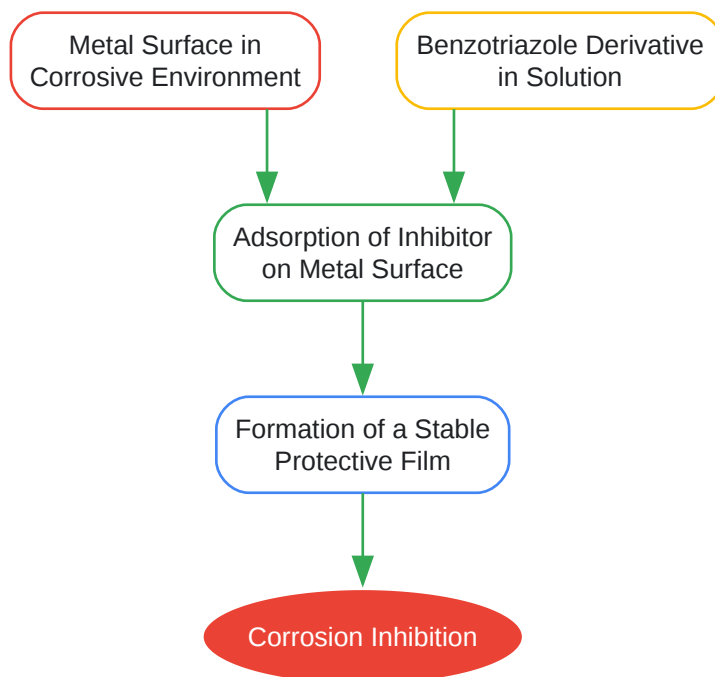 Metal Surface in
Corrosive Environment
Benzotriazole Derivative
in Solution
Adsorption of Inhibitor
on Metal Surface
Formation of a Stable
Protective Film
Corrosion Inhibition